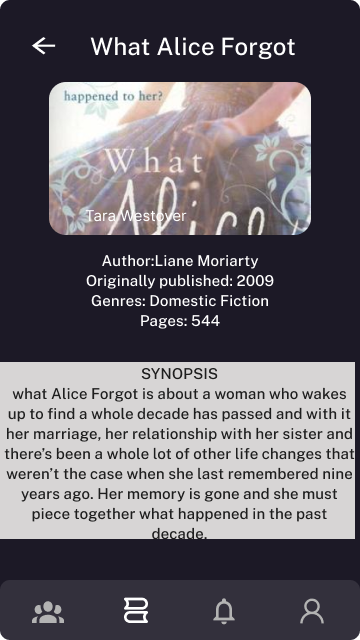 What Alice Forgot
happened to her?
What
Tara Westover
Alice
Author:Liane Moriarty
Originally published: 2009
Genres: Domestic Fiction
Pages: 544
SYNOPSIS
what Alice Forgot is about a woman who wakes
up to find a whole decade has passed and with it
her marriage, her relationship with her sister and
there’s been a whole lot of other life changes that
weren’t the case when she last remembered nine
years ago. Her memory is gone and she must
piece together what happened in the past
decade.